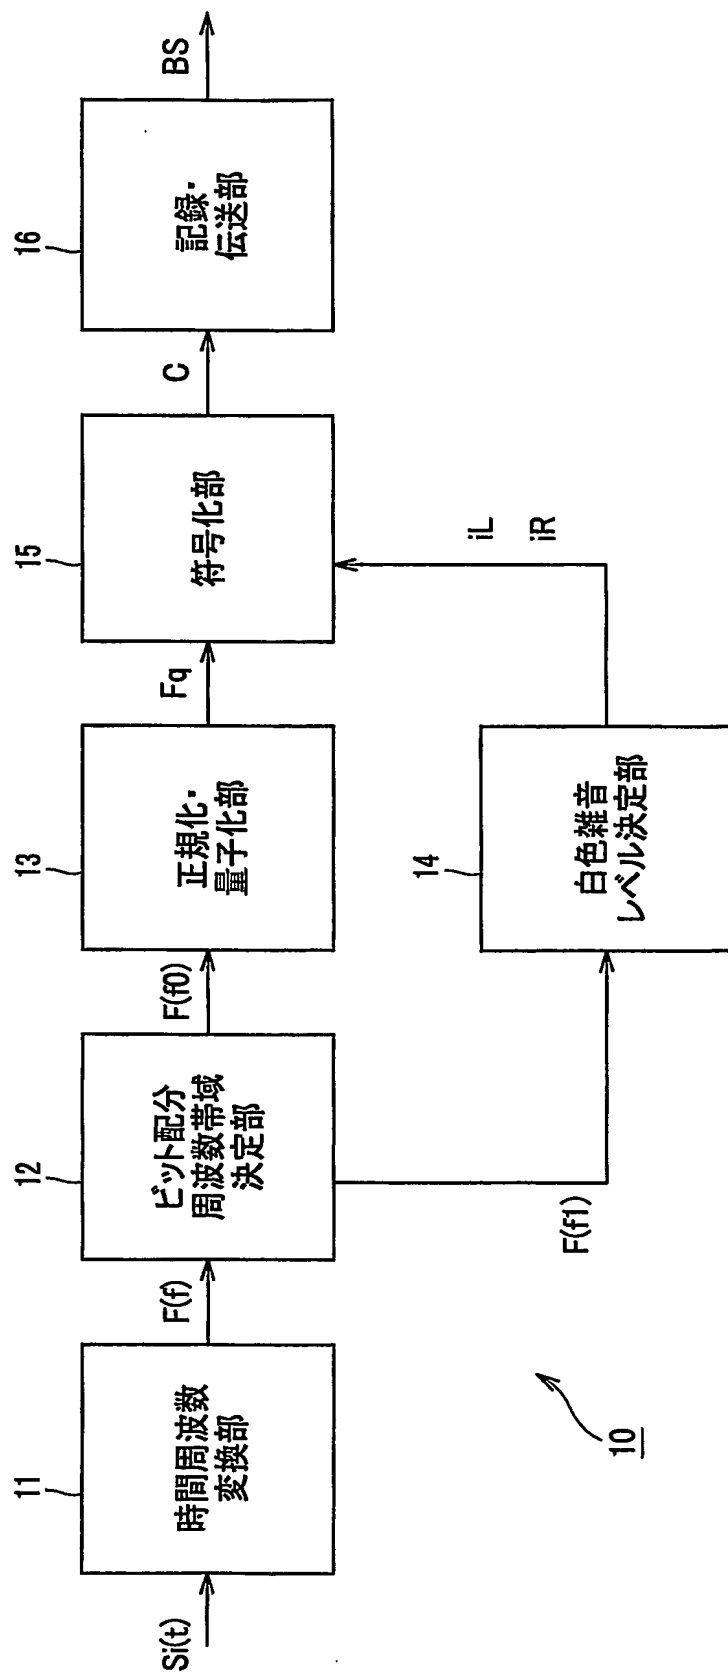 Si(t)
11
時間周波数
変換部
F(f)
12
ビット配分
周波数帯域
決定部
F(f0)
13
正規化・
量子化部
Fq
15
符号化部
C
16
記録・
伝送部
BS
F(f1)
14
白色雑音
レベル決定部
iL
iR
10